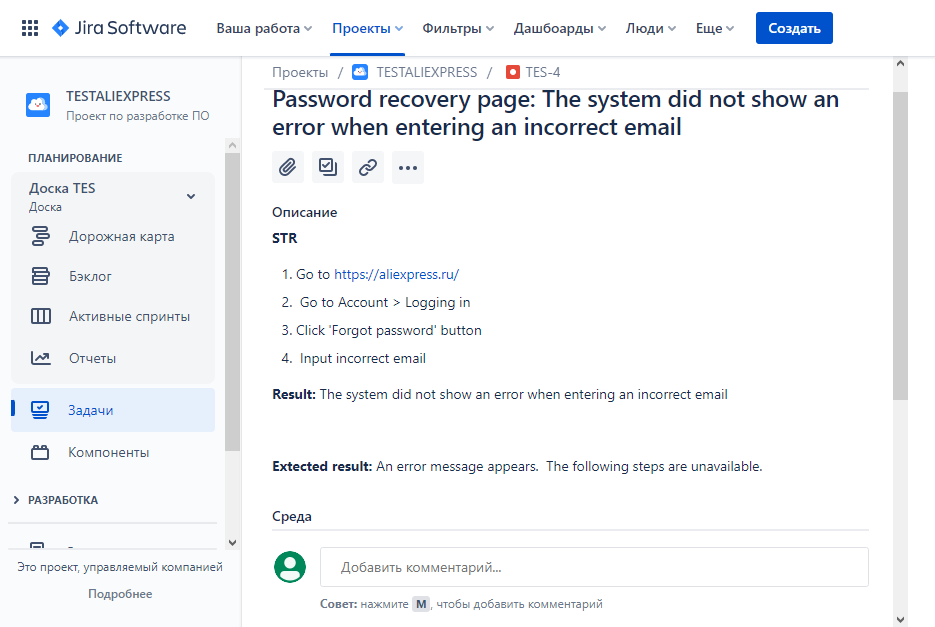 Jira Software Ваша работа Проекты Фильтры Дашборды Люди Еще Создать
TESTALIEXPRESS
Проект по разработке ПО
ПЛАНИРОВАНИЕ
Доска TES
Доска
Дорожная карта
Бэклог
Активные спринты
Отчеты
Задачи
Компоненты
РАЗРАБОТКА
Это проект, управляемый компанией
Подробнее
Проекты / TESTALIEXPRESS / TES-4
Password recovery page: The system did not show an
error when entering an incorrect email
Описание
STR
1. Go to https://aliexpress.ru/
2. Go to Account > Logging in
3. Click 'Forgot password' button
4. Input incorrect email
Result: The system did not show an error when entering an incorrect email
Extected result: An error message appears. The following steps are unavailable.
Среда
Добавить комментарий...
Совет: нажмите M, чтобы добавить комментарий